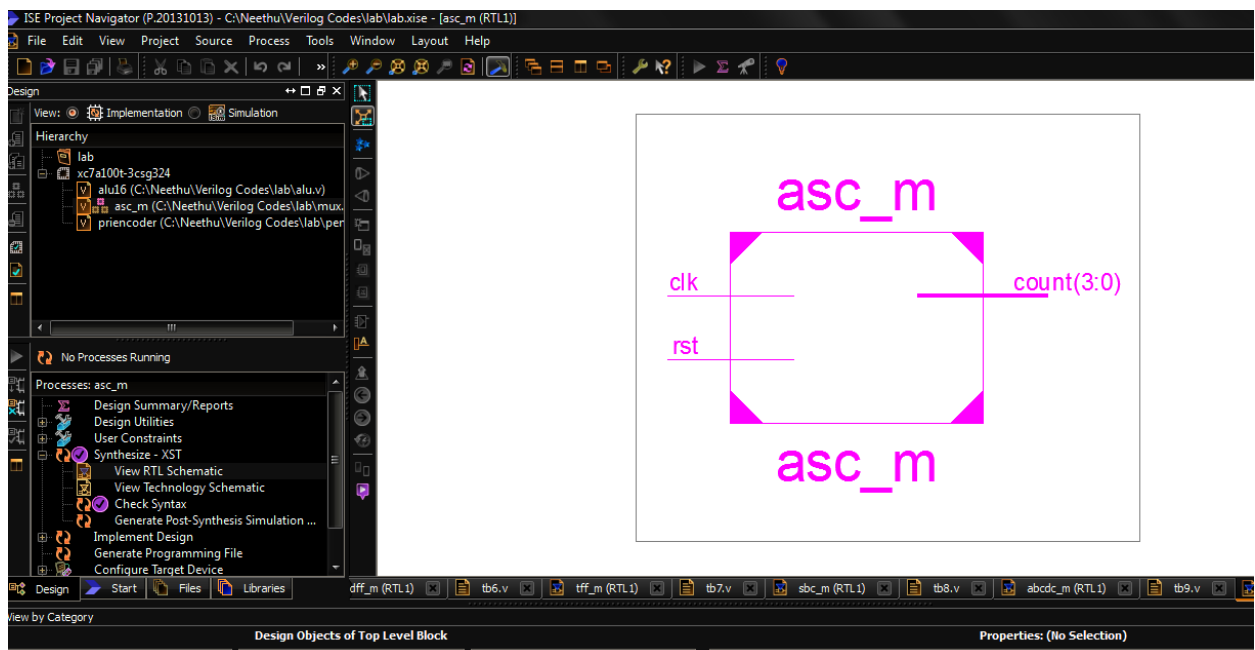 ISE Project Navigator (P.20131013) - C:\Neethu\Verilog Codes\lab\lab.xise - [asc_m (RTL1)]
File Edit View Project Source Process Tools Window Layout Help
»
Design
View: Implementation Simulation
Hierarchy
lab
xc7a100t-3csg324
alu16 (C:\Neethu\Verilog Codes\lab\alu.v)
asc_m (C:\Neethu\Verilog Codes\lab\mux.
priencoder (C:\Neethu\Verilog Codes\lab\per
No Processes Running
Processes: asc_m
Design Summary/Reports
Design Utilities
User Constraints
Synthesize - XST
View RTL Schematic
View Technology Schematic
Check Syntax
Generate Post-Synthesis Simulation ...
Implement Design
Generate Programming File
Configure Target Device
Design Start Files Libraries
asc_m
clk
count(3:0)
rst
asc_m
dff_m (RTL1) tb6.v tff_m (RTL1) tb7.v sbc_m (RTL1) tb8.v abcdc_m (RTL1) tb9.v
View by Category
Design Objects of Top Level Block Properties: (No Selection)